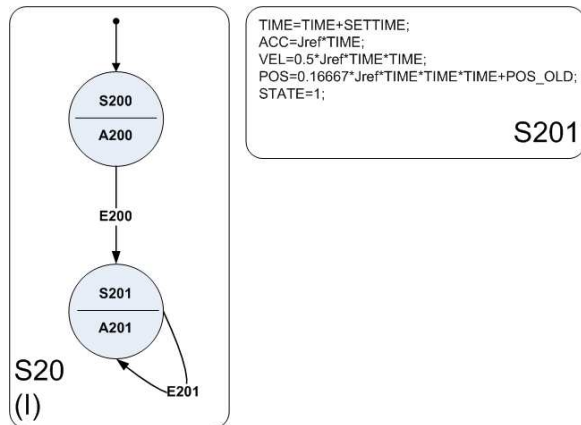 S200
A200
E200
S201
A201
E201
S20
(I)
TIME=TIME+SETTIME;
ACC=Jref*TIME;
VEL=0.5*Jref*TIME*TIME;
POS=0.16667*Jref*TIME*TIME*TIME+POS_OLD;
STATE=1;
S201